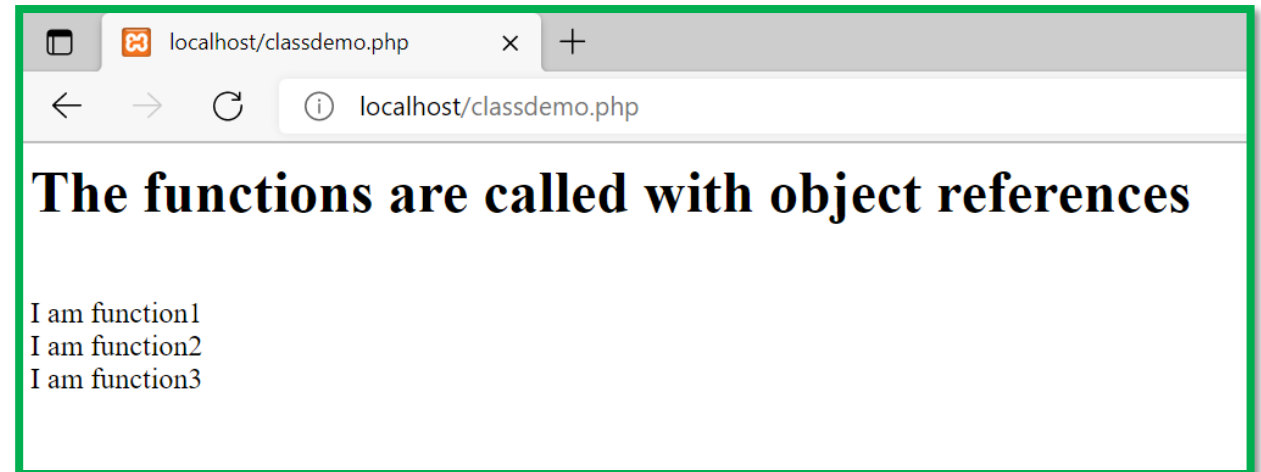 localhost/classdemo.php
localhost/classdemo.php
The functions are called with object references
I am function1
I am function2
I am function3